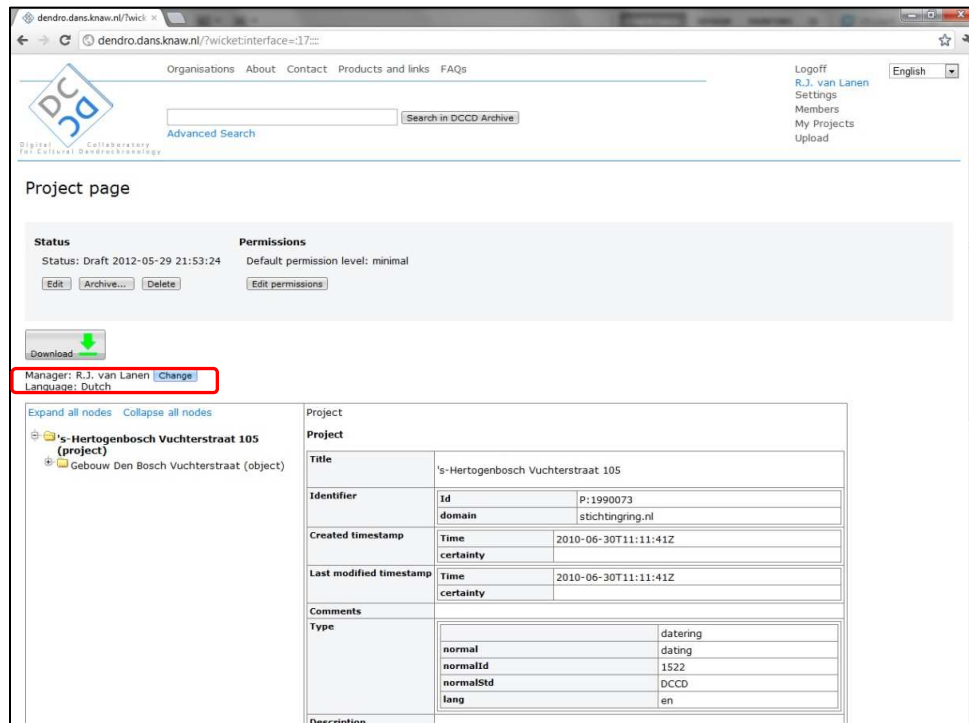 dendro.dans.knaw.nl/?wick
dendro.dans.knaw.nl/?wicket:interface=:17::::
Organisations About Contact Products and links FAQs
Logoff
English
R.J. van Lanen
Settings
Members
My Projects
Upload
DC
CD
Search in DCCD Archive
Advanced Search
Digital Collaboratory
for Cultural Dendrochronology
Project page
Status
Permissions
Status: Draft 2012-05-29 21:53:24
Default permission level: minimal
Edit Archive... Delete
Edit permissions
Download
Manager: R.J. van Lanen Change
Language: Dutch
Expand all nodes Collapse all nodes
's-Hertogenbosch Vuchterstraat 105
(project)
Gebouw Den Bosch Vuchterstraat (object)
Project
Project
Title 's-Hertogenbosch Vuchterstraat 105
Identifier Id P:1990073
domain stichtingring.nl
Created timestamp Time 2010-06-30T11:11:41Z
certainty
Last modified timestamp Time 2010-06-30T11:11:41Z
certainty
Comments
Type datering
normal dating
normalId 1522
normalStd DCCD
lang en
Description